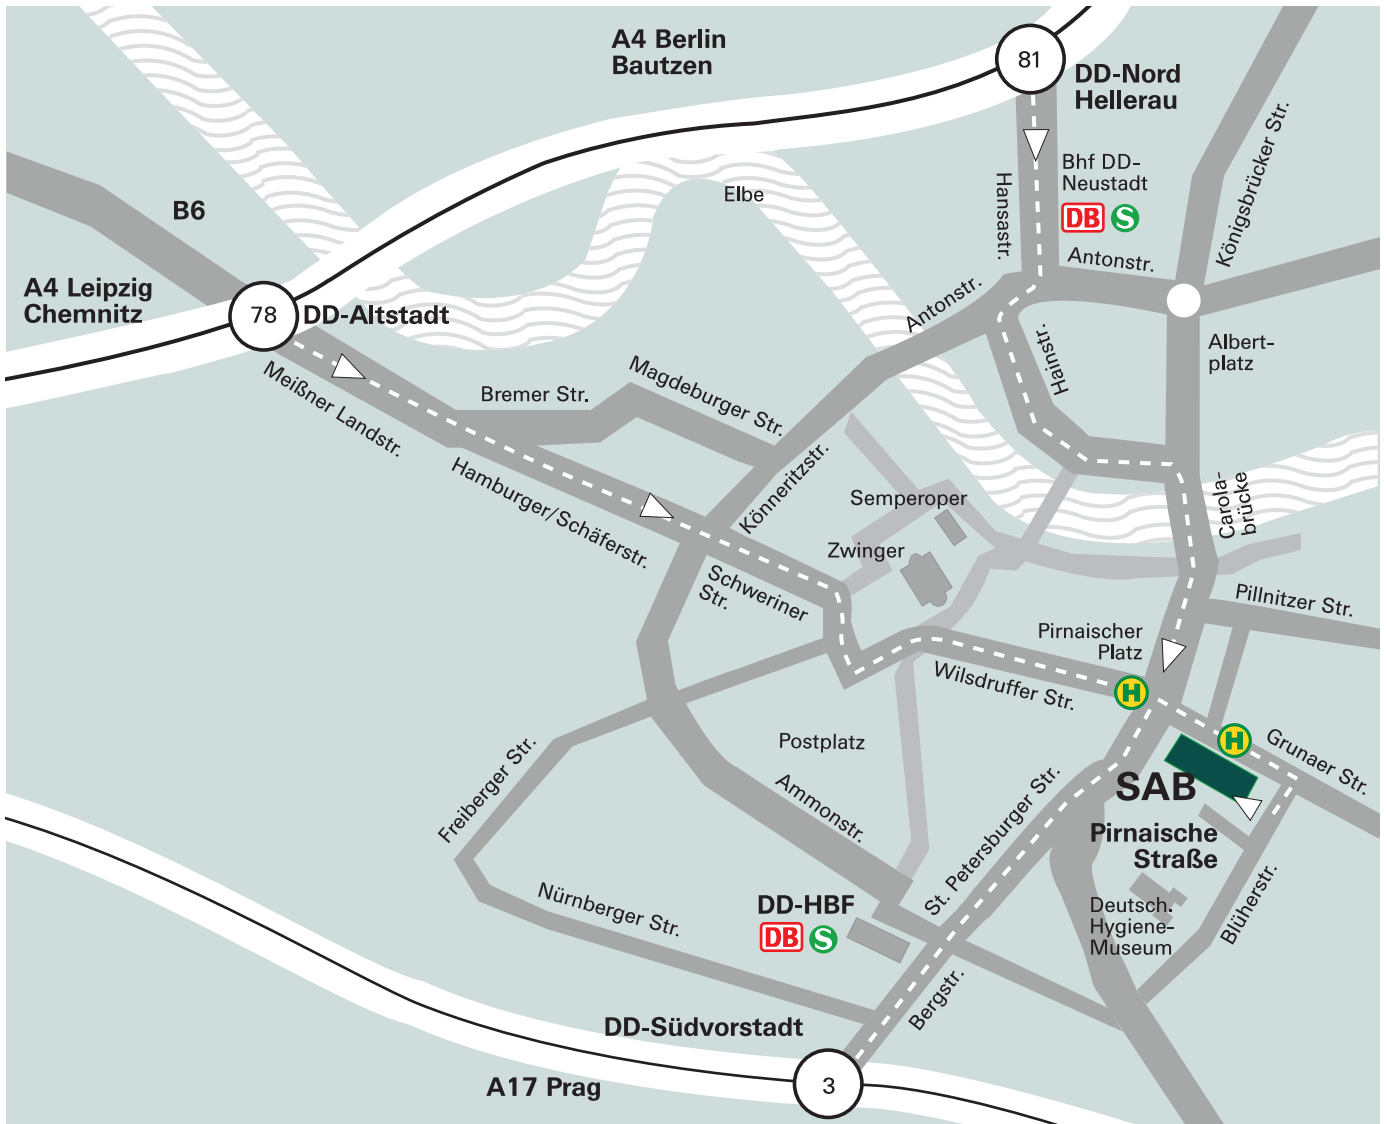 A4 Berlin
Bautzen
81
DD-Nord
Hellerau
Königsbrücker Str.
Bhf DD-
Neustadt
DB S
Hansastr.
Elbe
B6
Antonstr.
A4 Leipzig
Chemnitz
78
DD-Altstadt
Antonstr.
Albert-
platz
Hainstr.
Meißner Landstr.
Bremer Str.
Magdeburger Str.
Hamburger/Schäferstr.
Könneritzstr.
Semperoper
Carola-
brücke
Zwinger
Schweriner
Str.
Pillnitzer Str.
Pirnaischer
Platz
Wilsdruffer Str.
H
H
Grunaer Str.
Postplatz
Freiberger Str.
Ammonstr.
St. Petersburger Str.
SAB
Pirnaische
Straße
Nürnberger Str.
DD-HBF
DB S
Deutsch.
Hygiene-
Museum
Blüherstr.
Bergstr.
DD-Südvorstadt
A17 Prag
3